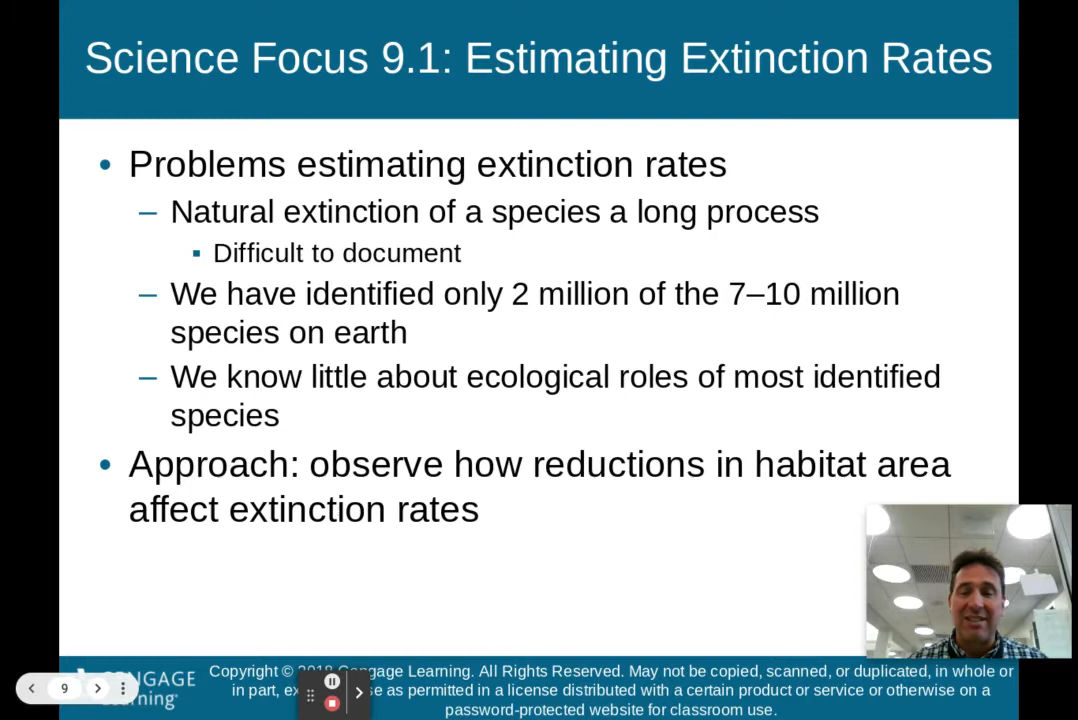 Science Focus 9.1: Estimating Extinction Rates
• Problems estimating extinction rates
– Natural extinction of a species a long process
▪ Difficult to document
– We have identified only 2 million of the 7–10 million
species on earth
– We know little about ecological roles of most identified
species
• Approach: observe how reductions in habitat area
affect extinction rates
Copyright © 2018 Cengage Learning. All Rights Reserved. May not be copied, scanned, or duplicated, in whole or
in part, as permitted in a license distributed with a certain product or service or otherwise on a
password-protected website for classroom use.
9